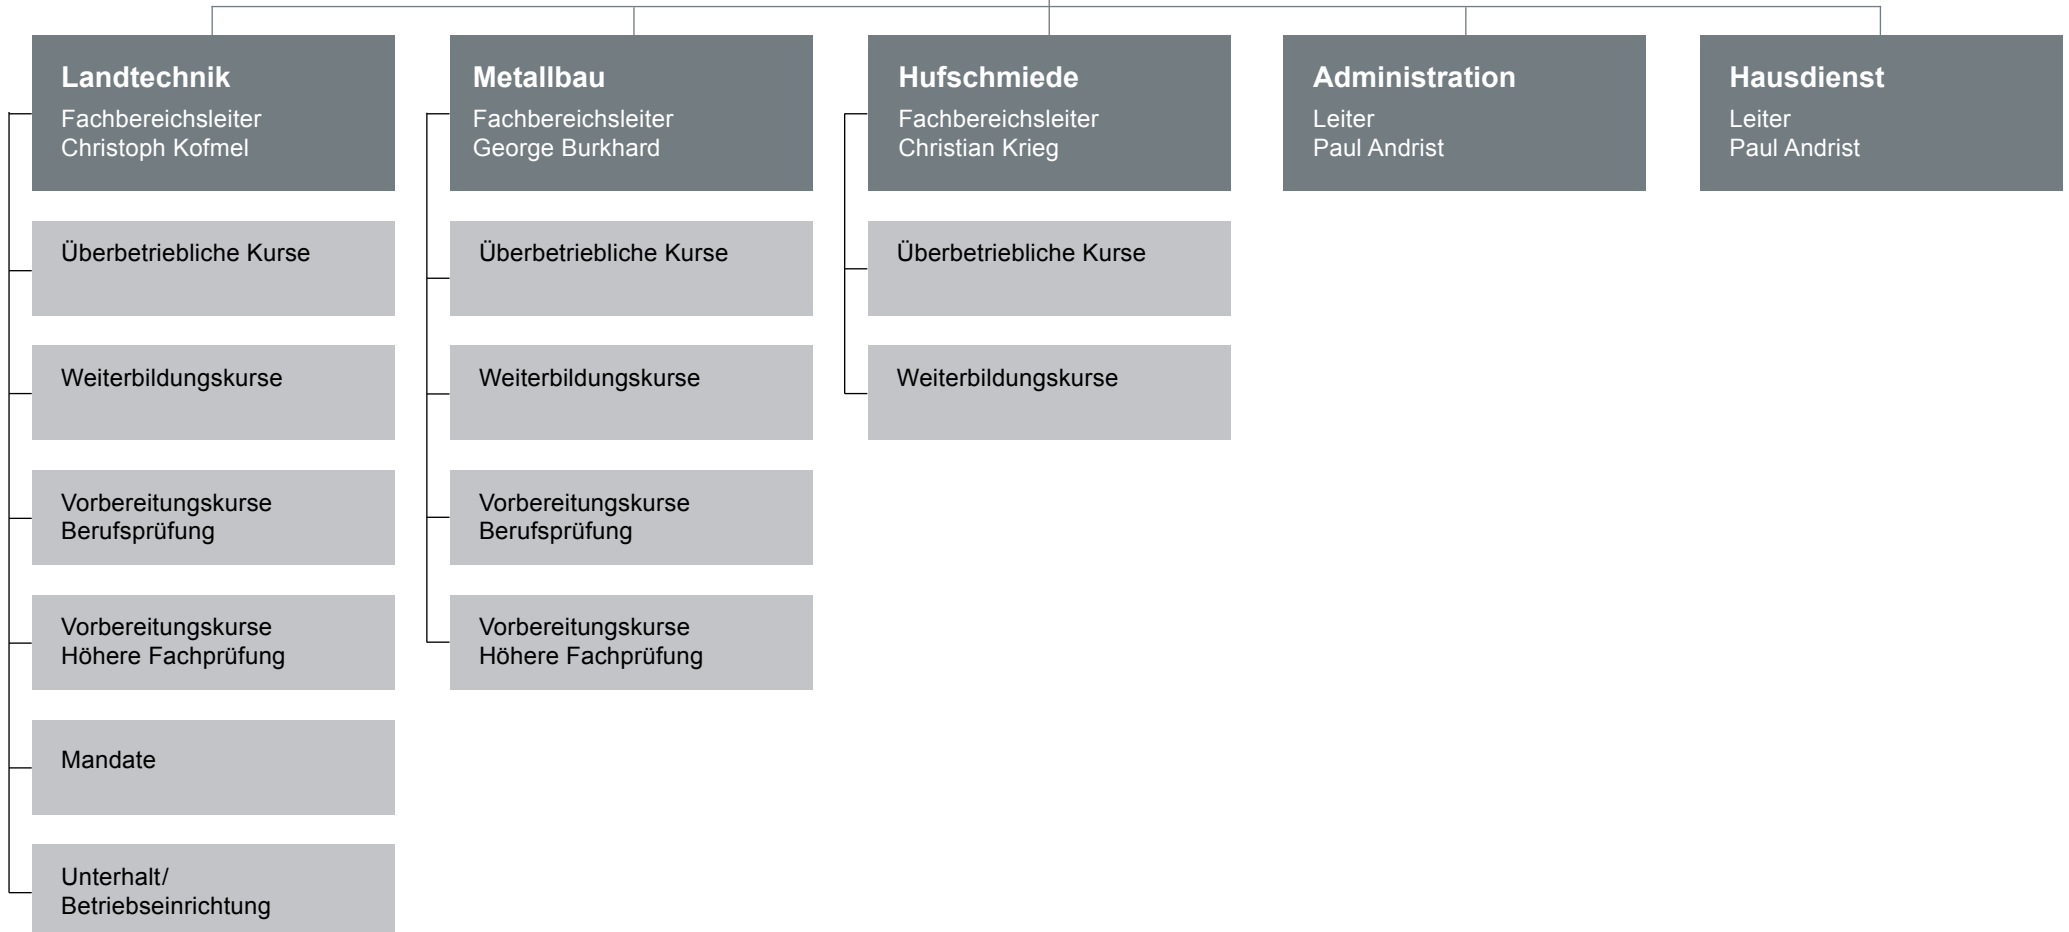 Landtechnik
Fachbereichsleiter
Christoph Kofmel
Überbetriebliche Kurse
Weiterbildungskurse
Vorbereitungskurse
Berufsprüfung
Vorbereitungskurse
Höhere Fachprüfung
Mandate
Unterhalt/
Betriebseinrichtung
Metallbau
Fachbereichsleiter
George Burkhard
Überbetriebliche Kurse
Weiterbildungskurse
Vorbereitungskurse
Berufsprüfung
Vorbereitungskurse
Höhere Fachprüfung
Hufschmiede
Fachbereichsleiter
Christian Krieg
Überbetriebliche Kurse
Weiterbildungskurse
Administration
Leiter
Paul Andrist
Hausdienst
Leiter
Paul Andrist